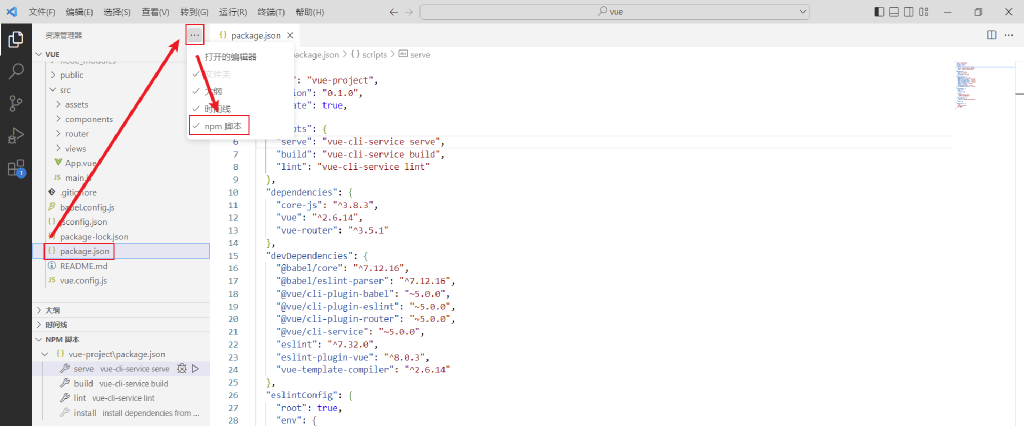 文件(F) 编辑(E) 选择(S) 查看(V) 转到(G) 运行(R) 终端(T) 帮助(H)
vue
资源管理器
package.json
VUE
node_modules
public
src
assets
components
router
views
App.vue
main.js
.gitignore
babel.config.js
jsconfig.json
package-lock.json
package.json
README.md
vue.config.js
大纲
时间线
NPM 脚本
vue-project\package.json
serve vue-cli-service serve
build vue-cli-service build
lint vue-cli-service lint
install install dependencies from ...
1
打开的编辑器
文件夹
大纲
时间线
npm 脚本
package.json > {} scripts > serve
": "vue-project",
ion": "0.1.0",
ate": true,
pts": {
6 "serve": "vue-cli-service serve",
7 "build": "vue-cli-service build",
8 "lint": "vue-cli-service lint"
9 },
10 "dependencies": {
11 "core-js": "^3.8.3",
12 "vue": "^2.6.14",
13 "vue-router": "^3.5.1"
14 },
15 "devDependencies": {
16 "@babel/core": "^7.12.16",
17 "@babel/eslint-parser": "^7.12.16",
18 "@vue/cli-plugin-babel": "~5.0.0",
19 "@vue/cli-plugin-eslint": "~5.0.0",
20 "@vue/cli-plugin-router": "~5.0.0",
21 "@vue/cli-service": "~5.0.0",
22 "eslint": "^7.32.0",
23 "eslint-plugin-vue": "^8.0.3",
24 "vue-template-compiler": "^2.6.14"
25 },
26 "eslintConfig": {
27 "root": true,
28 "env": {